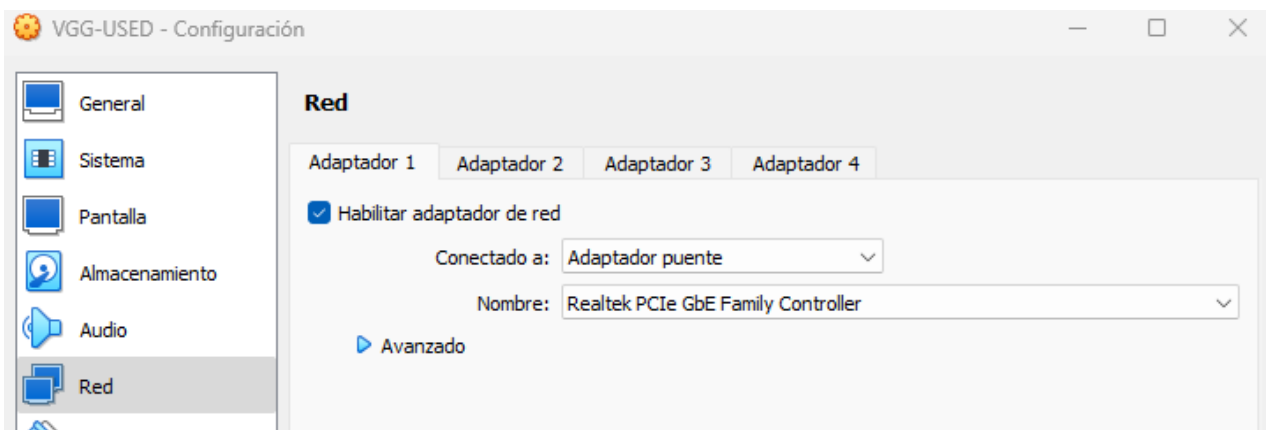 VGG-USED - Configuración
General
Sistema
Pantalla
Almacenamiento
Audio
Red
Red
Adaptador 1 Adaptador 2 Adaptador 3 Adaptador 4
Habilitar adaptador de red
Conectado a: Adaptador puente
Nombre: Realtek PCIe GbE Family Controller
Avanzado